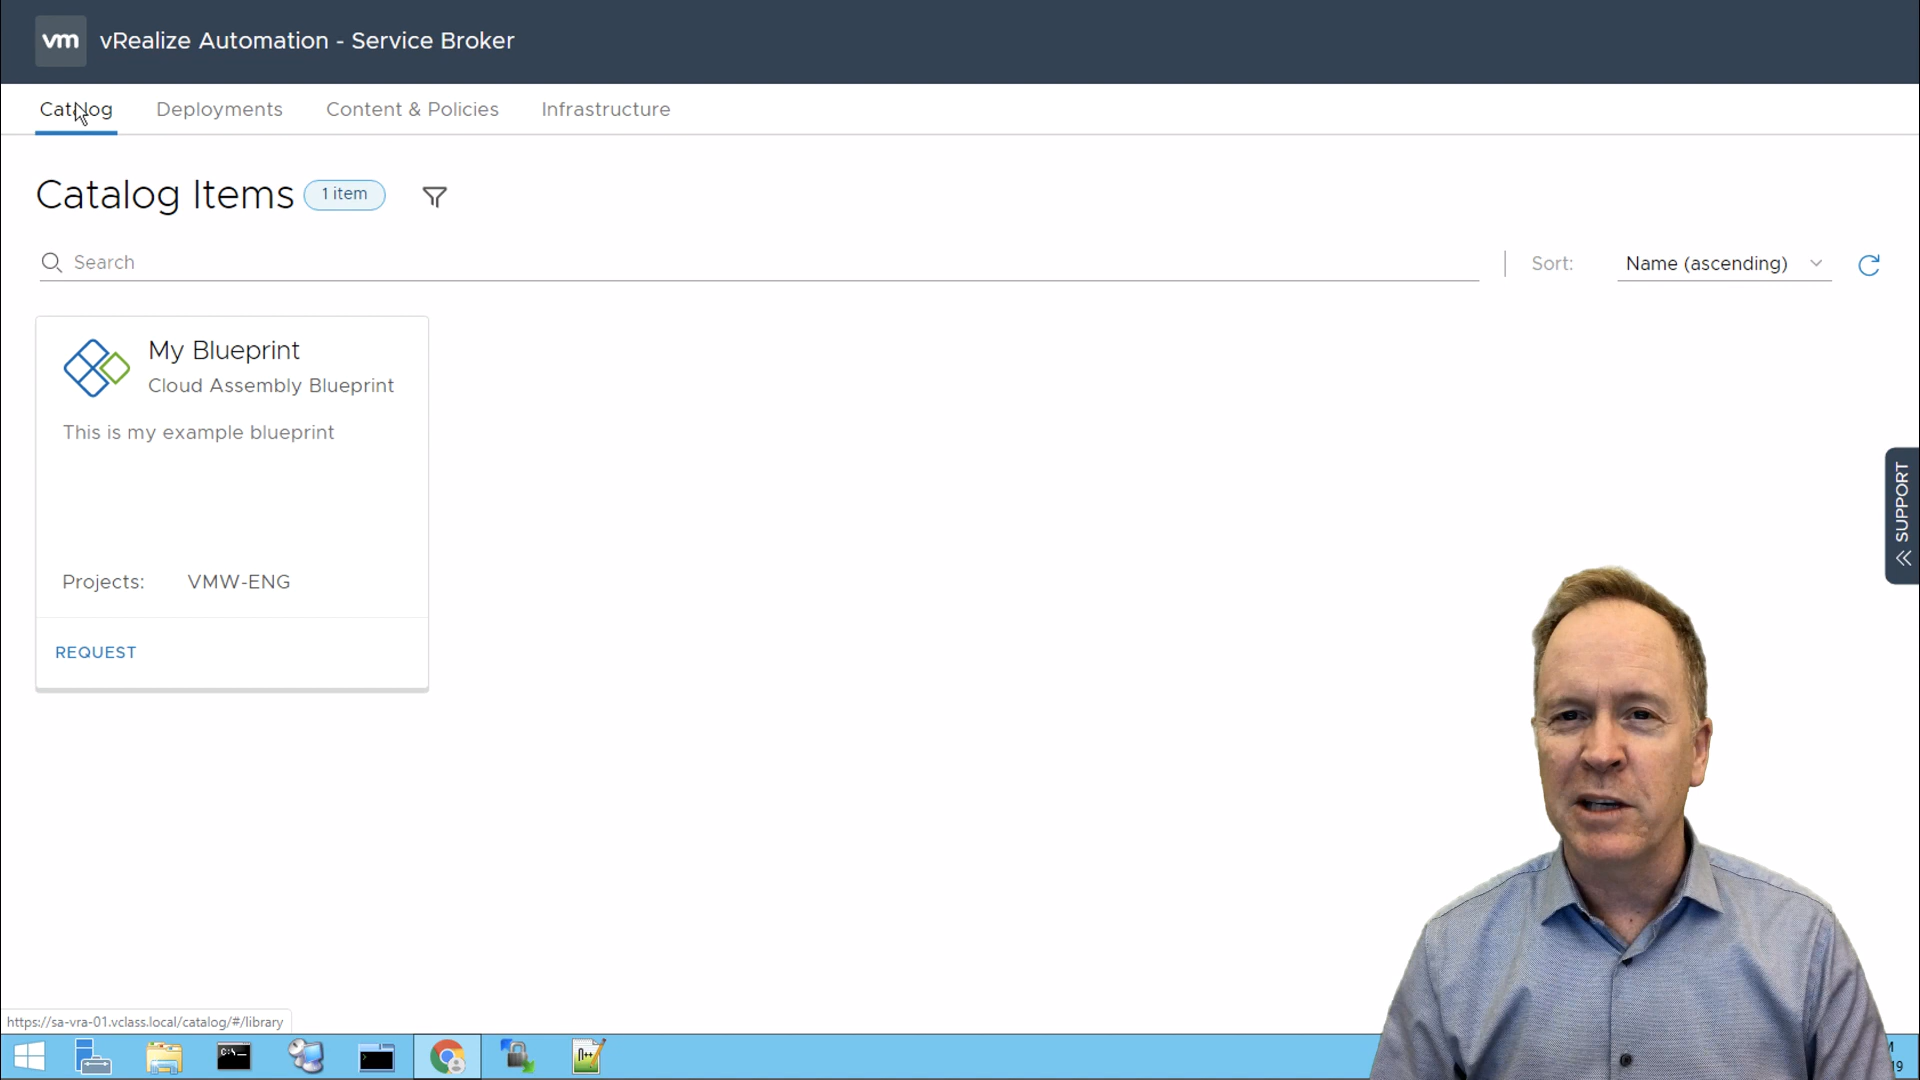 vm vRealize Automation - Service Broker
Catalog Deployments Content & Policies Infrastructure
Catalog Items 1 item
Search Sort: Name (ascending)
My Blueprint
Cloud Assembly Blueprint
This is my example blueprint
Projects: VMW-ENG
REQUEST
SUPPORT
https://sa-vra-01.vclass.local/catalog/#/library